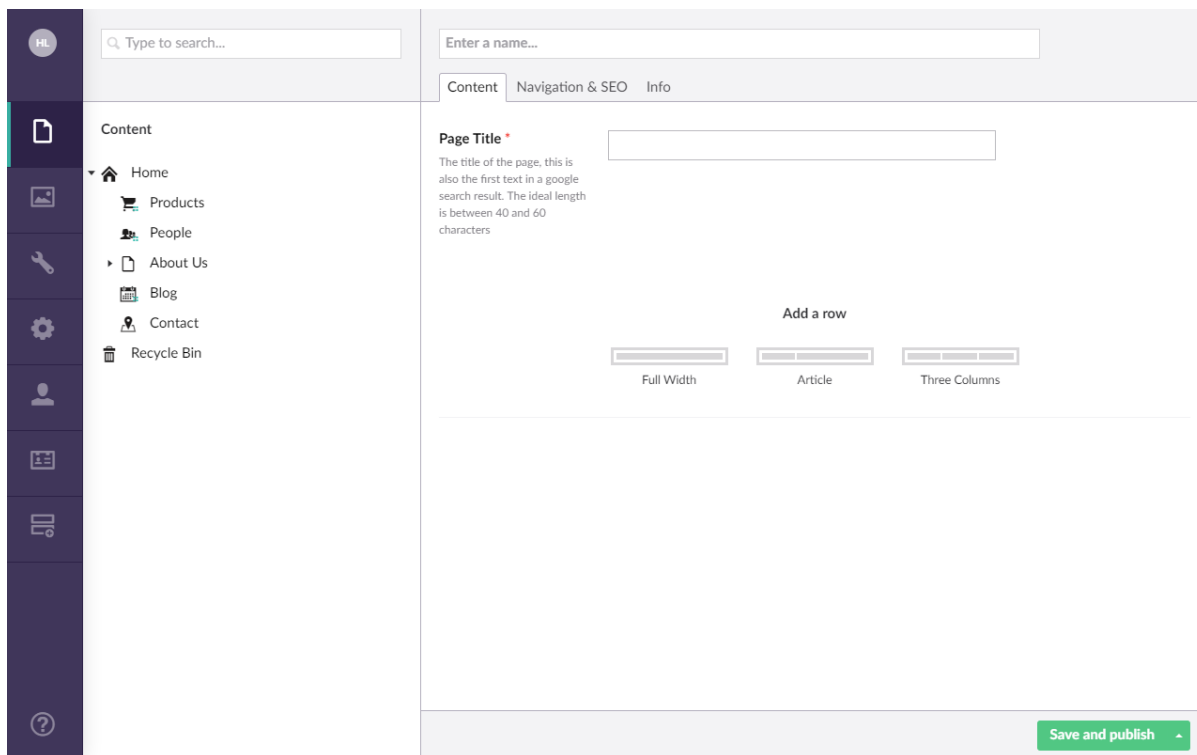 HL
Type to search...
Enter a name...
Content
Navigation & SEO
Info
Content
Home
Products
People
About Us
Blog
Contact
Recycle Bin
Page Title *
The title of the page, this is
also the first text in a google
search result. The ideal length
is between 40 and 60
characters
Add a row
Full Width
Article
Three Columns
Save and publish